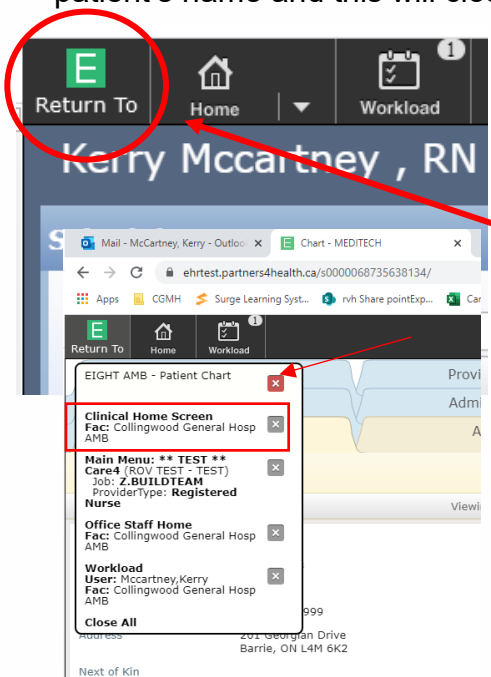 patient's name and this will clos
E
1
Return To Home Workload
Kerry Mccartney , RN
S
Mail - McCartney, Kerry - Outloo × Chart - MEDITECH ×
ehrtest.partners4health.ca/s0000068735638134/
Apps CGMH Surge Learning Syst... rvh Share pointExp... Car
E
1
Return To Home Workload
EIGHT AMB - Patient Chart
Provi
Clinical Home Screen
Fac: Collingwood General Hosp
AMB
Admi
A
Main Menu: ** TEST **
Care4 (ROV TEST - TEST)
Job: Z.BUILDTEAM
ProviderType: Registered
Nurse
Viewi
Office Staff Home
Fac: Collingwood General Hosp
AMB
Workload
User: Mccartney,Kerry
Fac: Collingwood General Hosp
AMB
999
Close All
Address 201 Georgian Drive
Barrie, ON L4M 6K2
Next of Kin